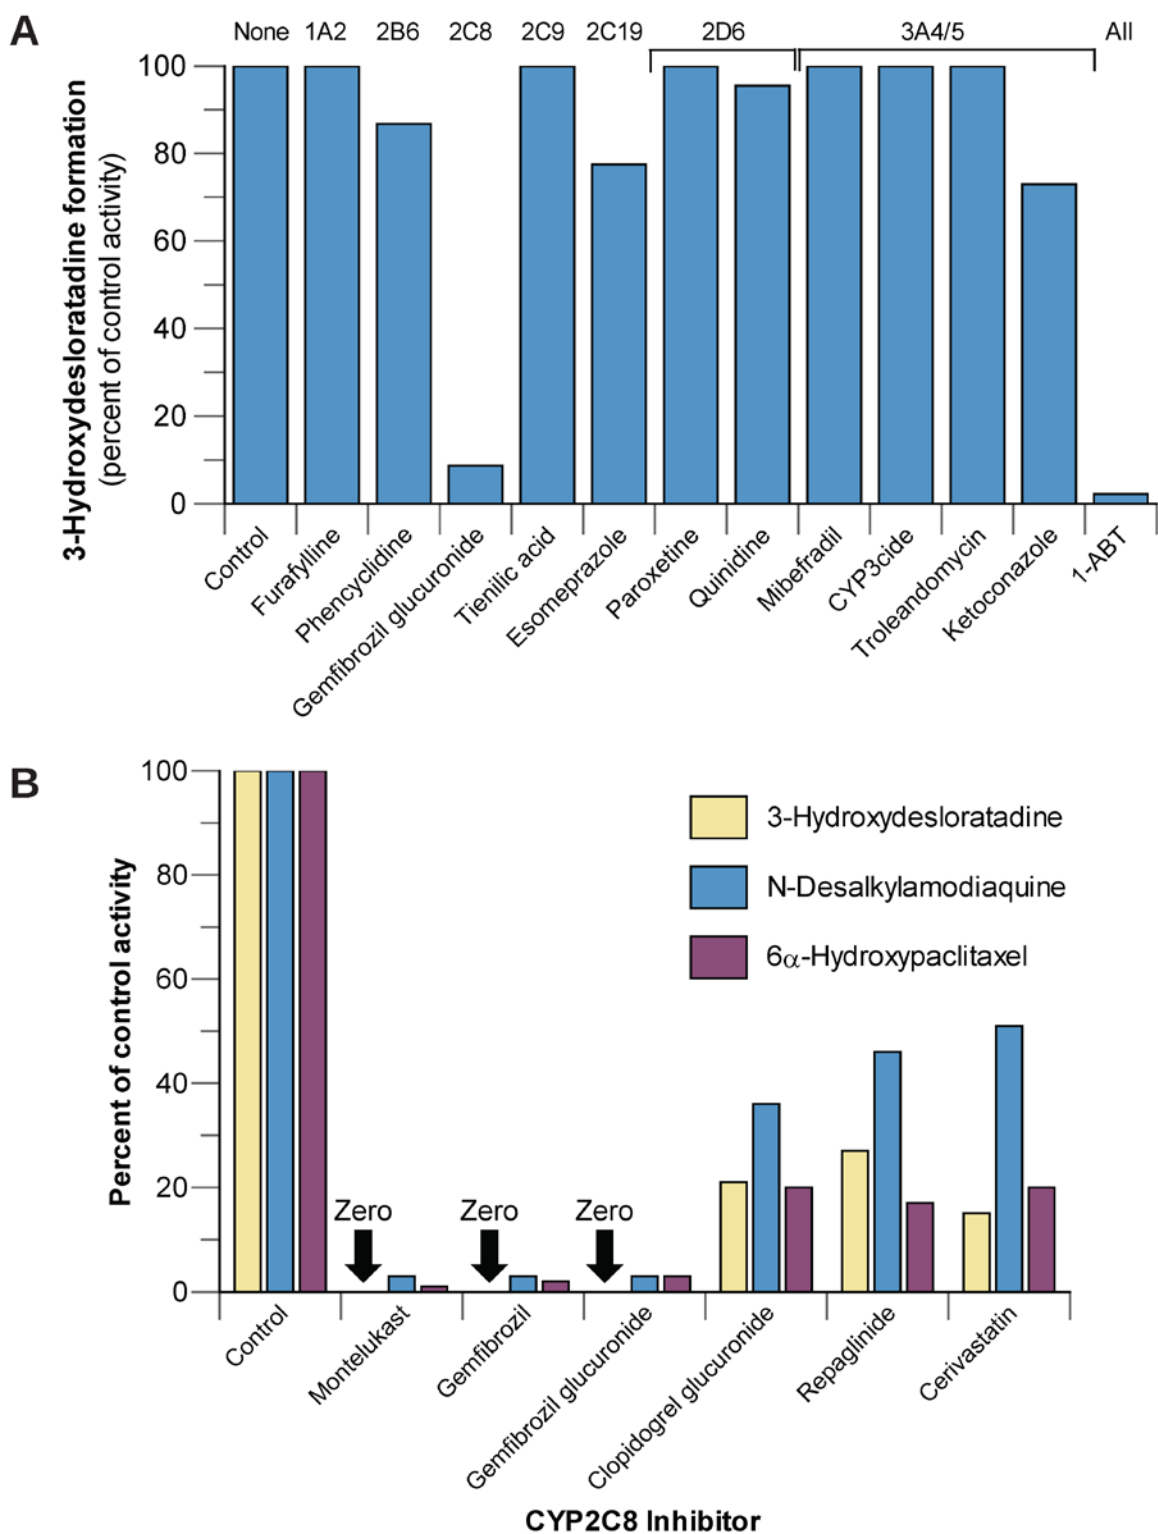 A
None 1A2 2B6 2C8 2C9 2C19 2D6 3A4/5 All
3-Hydroxydesloratadine formation
(percent of control activity)
100
80
60
40
20
0
Control
Furafylline
Phencyclidine
Gemfibrozil glucuronide
Tienilic acid
Esomeprazole
Paroxetine
Quinidine
Mibefradil
CYP3cide
Troleandomycin
Ketoconazole
1-ABT
B
Percent of control activity
100
80
60
40
20
0
3-Hydroxydesloratadine
N-Desalkylamodiaquine
6α-Hydroxypaclitaxel
Zero Zero Zero
Control
Montelukast
Gemfibrozil
Gemfibrozil glucuronide
Clopidogrel glucuronide
Repaglinide
Cerivastatin
CYP2C8 Inhibitor